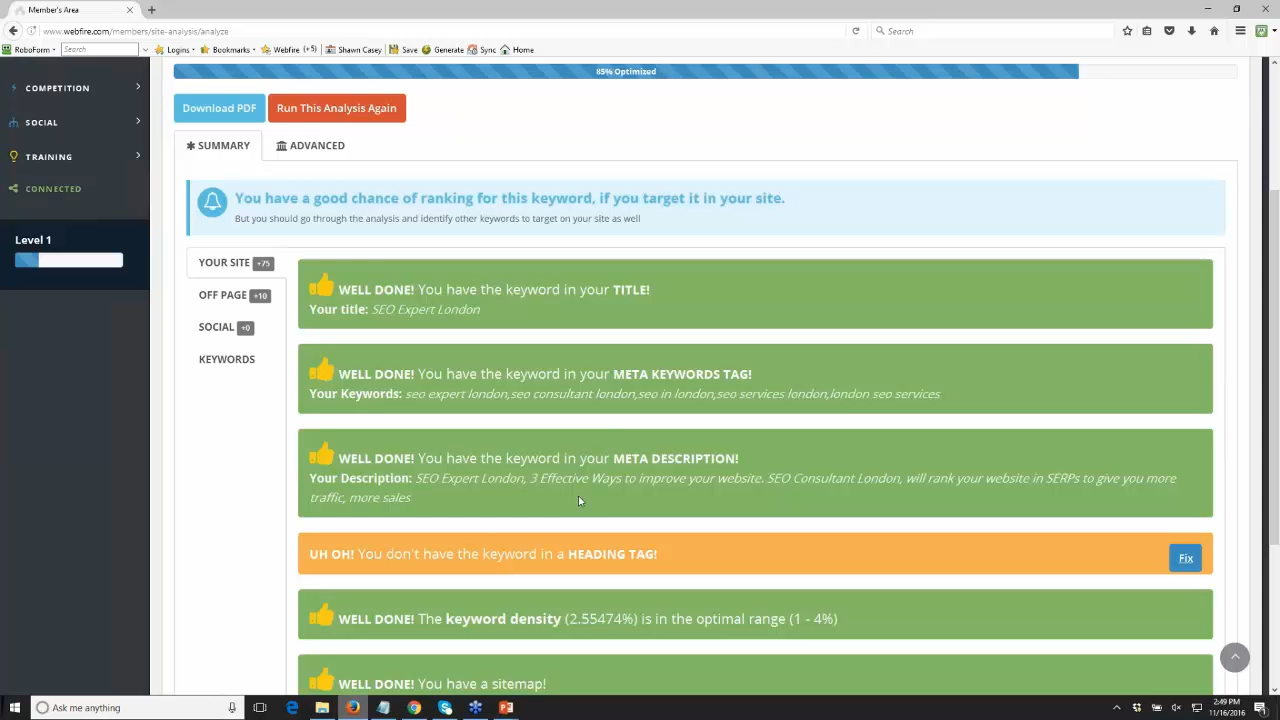 Member's Area
www.webfire.com/members/site-analysis/analyze
Search
RoboForm
Search
Logins
Bookmarks
Webfire (+5)
Shawn Casey
Save
Generate
Sync
Home
COMPETITION
SOCIAL
TRAINING
CONNECTED
Level 1
85% Optimized
Download PDF
Run This Analysis Again
SUMMARY
ADVANCED
You have a good chance of ranking for this keyword, if you target it in your site.
But you should go through the analysis and identify other keywords to target on your site as well
YOUR SITE +75
OFF PAGE +10
SOCIAL +0
KEYWORDS
WELL DONE! You have the keyword in your TITLE!
Your title: SEO Expert London
WELL DONE! You have the keyword in your META KEYWORDS TAG!
Your Keywords: seo expert london,seo consultant london,seo in london,seo services london,london seo services
WELL DONE! You have the keyword in your META DESCRIPTION!
Your Description: SEO Expert London, 3 Effective Ways to improve your website. SEO Consultant London, will rank your website in SERPs to give you more
traffic, more sales
UH OH! You don't have the keyword in a HEADING TAG!
Fix
WELL DONE! The keyword density (2.55474%) is in the optimal range (1 - 4%)
WELL DONE! You have a sitemap!
Ask me anything
2:49 PM
11/16/2016